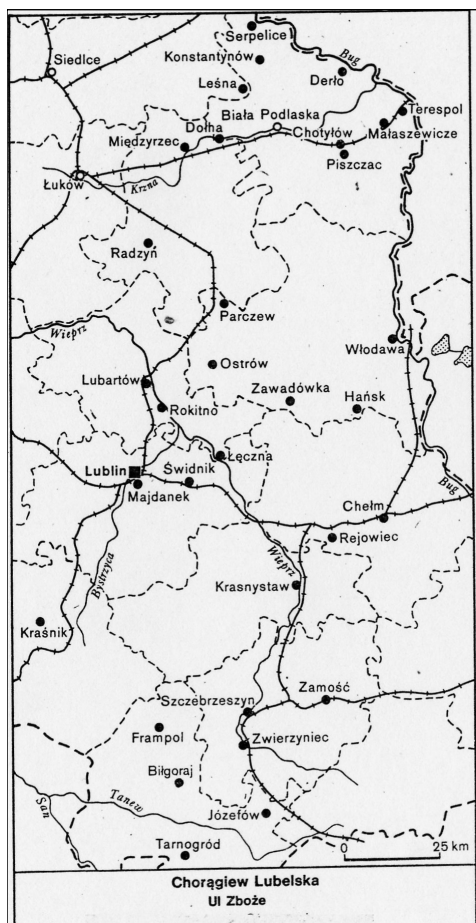 Serpelice
Bug
Siedlce
Konstantynów
Derło
Leśna
Terespol
Biała Podlaska
Dołha
Chotyłów
Małaszewicze
Międzyrzec
Piszczac
Łuków
Krzna
Radzyń
Parczew
Wieprz
Włodawa
Ostrów
Lubartów
Zawadówka
Hańsk
Rokitno
Łęczna
Lublin
Świdnik
Bug
Majdanek
Chełm
Rejowiec
Wieprz
Bystrzyca
Krasnystaw
Kraśnik
Zamość
Szczebrzeszyn
Frampol
Zwierzyniec
Biłgoraj
San
Tanew
Józefów
Tarnogród
0 25 km
Chorągiew Lubelska
Ul Zboże